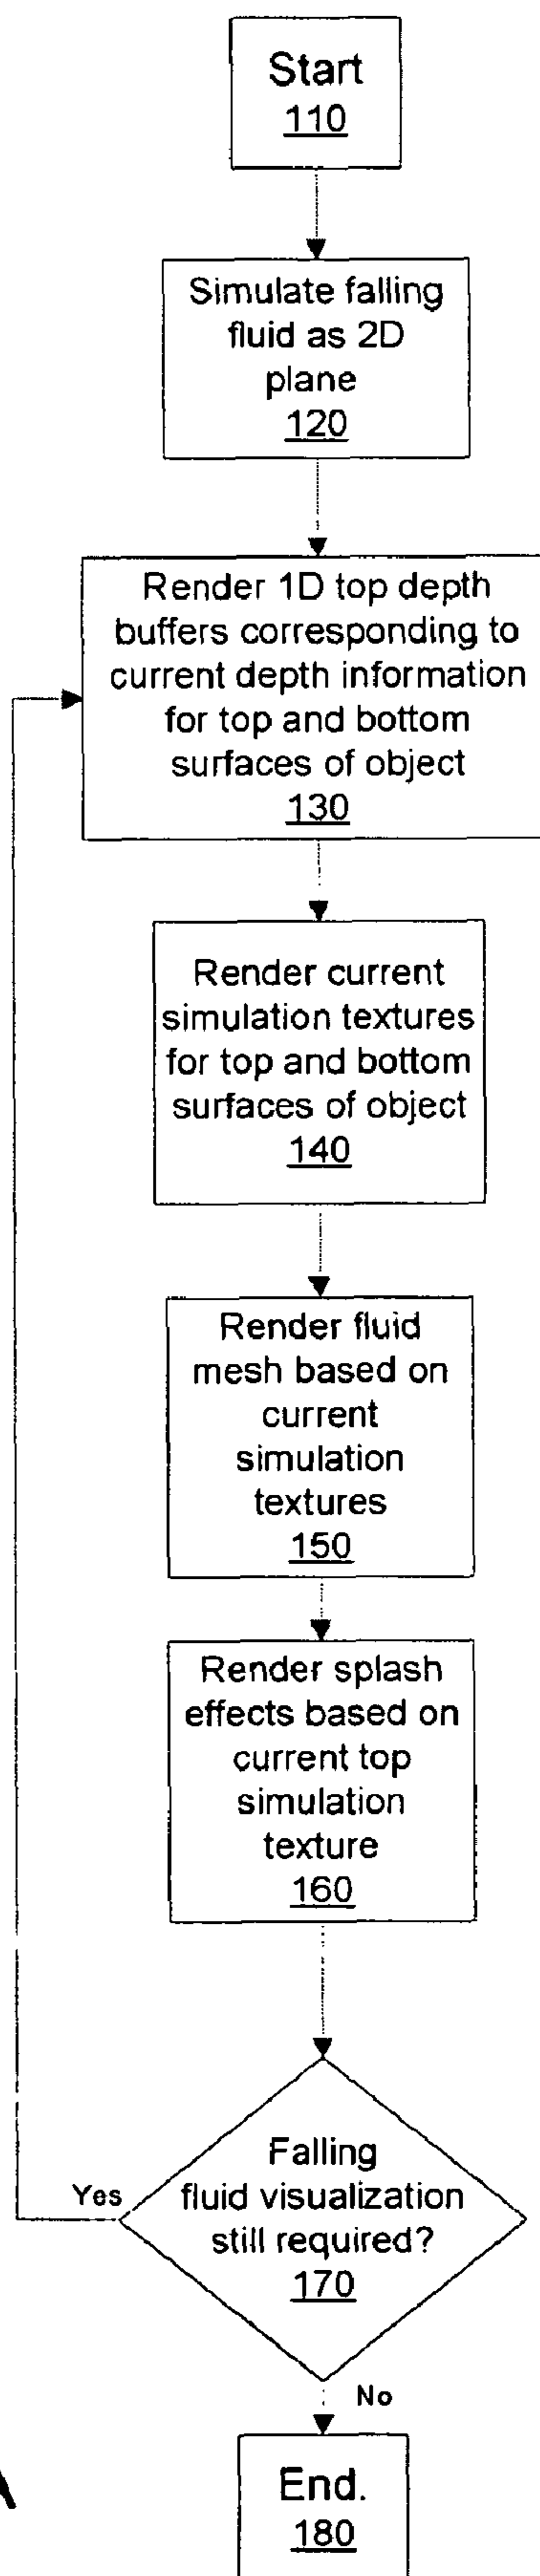 Start
110
Simulate falling
fluid as 2D
plane
120
Render 1D top depth
buffers corresponding to
current depth information
for top and bottom
surfaces of object
130
Render current
simulation textures
for top and bottom
surfaces of object
140
Render fluid
mesh based on
current
simulation
textures
150
Render splash
effects based on
current top
simulation
texture
160
Falling
fluid visualization
still required?
170
Yes
No
End.
180